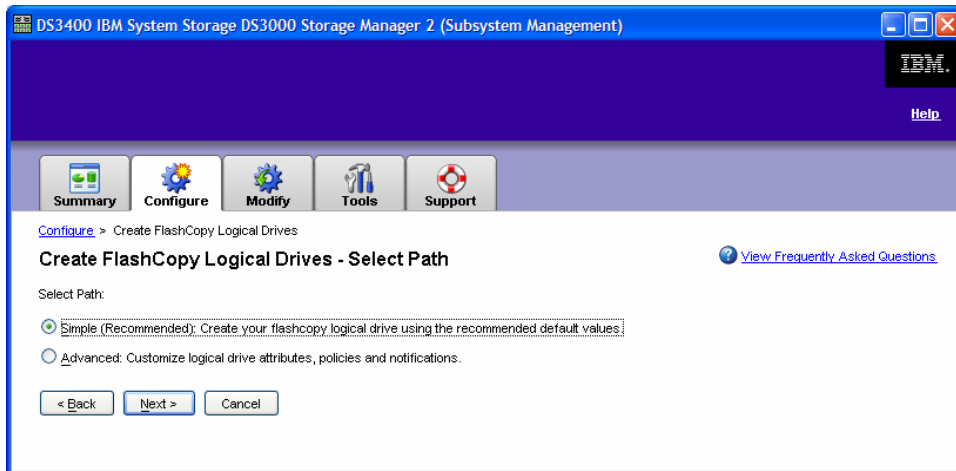 DS3400 IBM System Storage DS3000 Storage Manager 2 (Subsystem Management)
IBM.
Help
Summary
Configure
Modify
Tools
Support
Configure > Create FlashCopy Logical Drives
Create FlashCopy Logical Drives - Select Path
View Frequently Asked Questions
Select Path:
Simple (Recommended): Create your flashcopy logical drive using the recommended default values.
Advanced: Customize logical drive attributes, policies and notifications.
< Back
Next >
Cancel